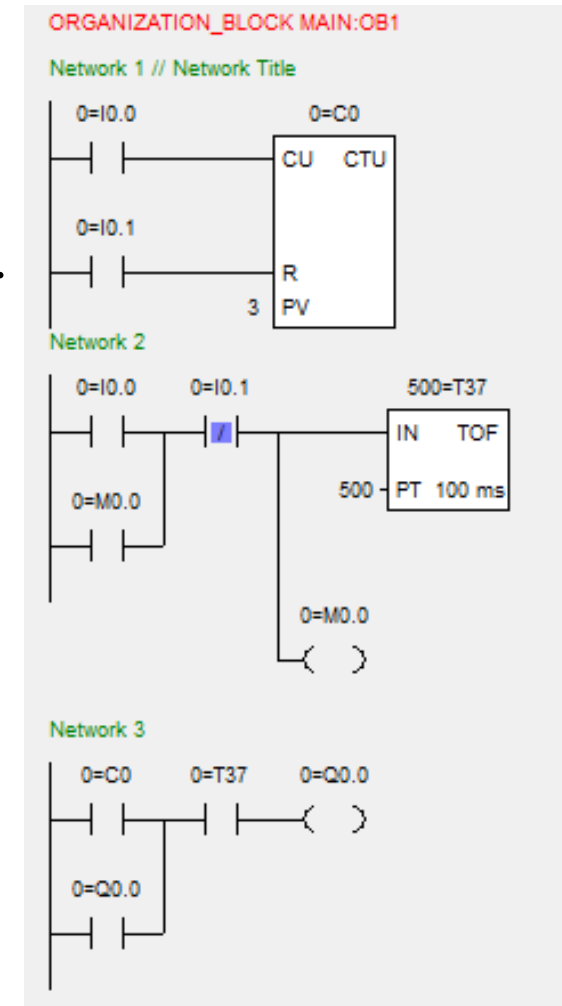 ORGANIZATION_BLOCK MAIN:OB1
Network 1 // Network Title
0=I0.0 0=C0
CU CTU
0=I0.1
R
3 PV
Network 2
0=I0.0 0=I0.1 500=T37
/ IN TOF
0=M0.0 500 PT 100 ms
0=M0.0
Network 3
0=C0 0=T37 0=Q0.0
0=Q0.0